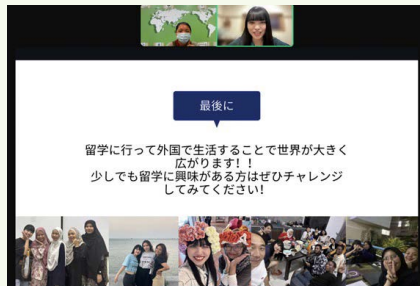 最後に
留学に行って外国で生活することで世界が大きく
広がります！！
少しでも留学に興味がある方はぜひチャレンジ
してみてください！